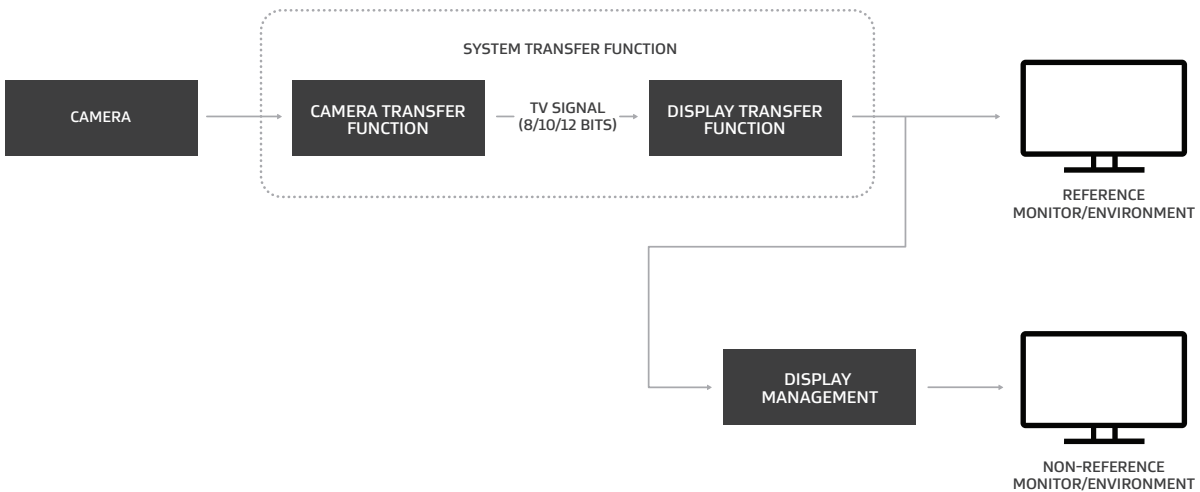 SYSTEM TRANSFER FUNCTION
CAMERA
CAMERA TRANSFER
FUNCTION
TV SIGNAL
(8/10/12 BITS)
DISPLAY TRANSFER
FUNCTION
REFERENCE
MONITOR/ENVIRONMENT
DISPLAY
MANAGEMENT
NON-REFERENCE
MONITOR/ENVIRONMENT